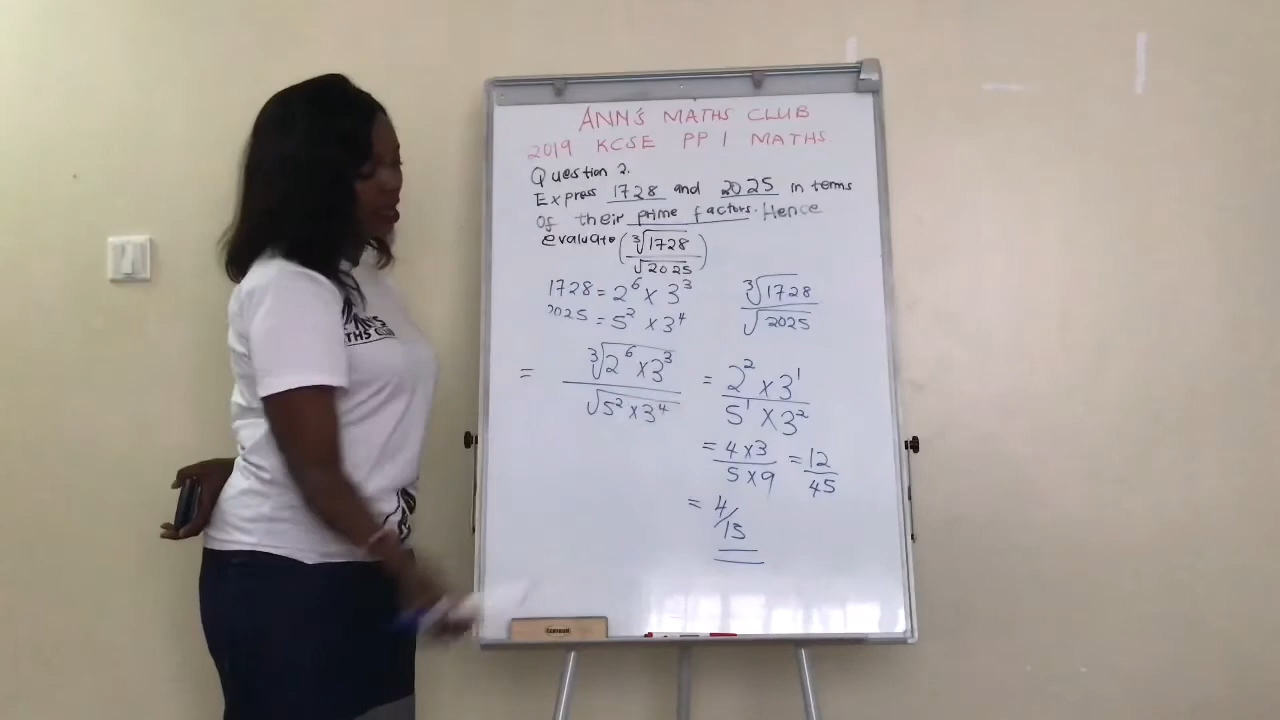 ANN'S MATHS CLUB
2019 KCSE PP1 MATHS.
Question 2.
Express 1728 and 2025 in terms
of their prime factors. Hence
evaluate (∛1728 / √2025)
1728 = 2⁶ × 3³
2025 = 5² × 3⁴
∛1728 / √2025
= ∛(2⁶ × 3³) / √(5² × 3⁴) = (2² × 3¹) / (5¹ × 3²)
= (4 × 3) / (5 × 9) = 12/45
= 4/15